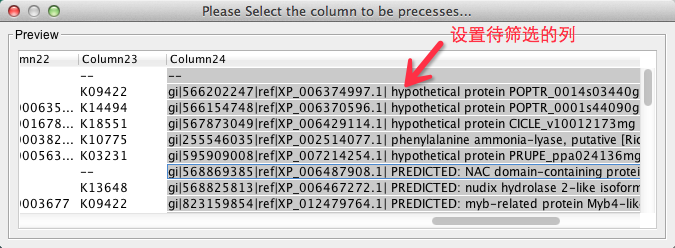 Please Select the column to be precesses...
Preview
设置待筛选的列
mn22 Column23 Column24
-- --
K09422 gi|566202247|ref|XP_006374997.1| hypothetical protein POPTR_0014s03440g
000635... K14494 gi|566154748|ref|XP_006370596.1| hypothetical protein POPTR_0001s44090g
001678... K18551 gi|567873049|ref|XP_006429114.1| hypothetical protein CICLE_v10012173mg
000382... K10775 gi|255546035|ref|XP_002514077.1| phenylalanine ammonia-lyase, putative [Ric
000563... K03231 gi|595909008|ref|XP_007214254.1| hypothetical protein PRUPE_ppa024136mg
-- gi|568869385|ref|XP_006487908.1| PREDICTED: NAC domain-containing protein
K13648 gi|568825813|ref|XP_006467272.1| PREDICTED: nudix hydrolase 2-like isoform
0003677 K09422 gi|823159854|ref|XP_012479764.1| PREDICTED: myb-related protein Myb4-like